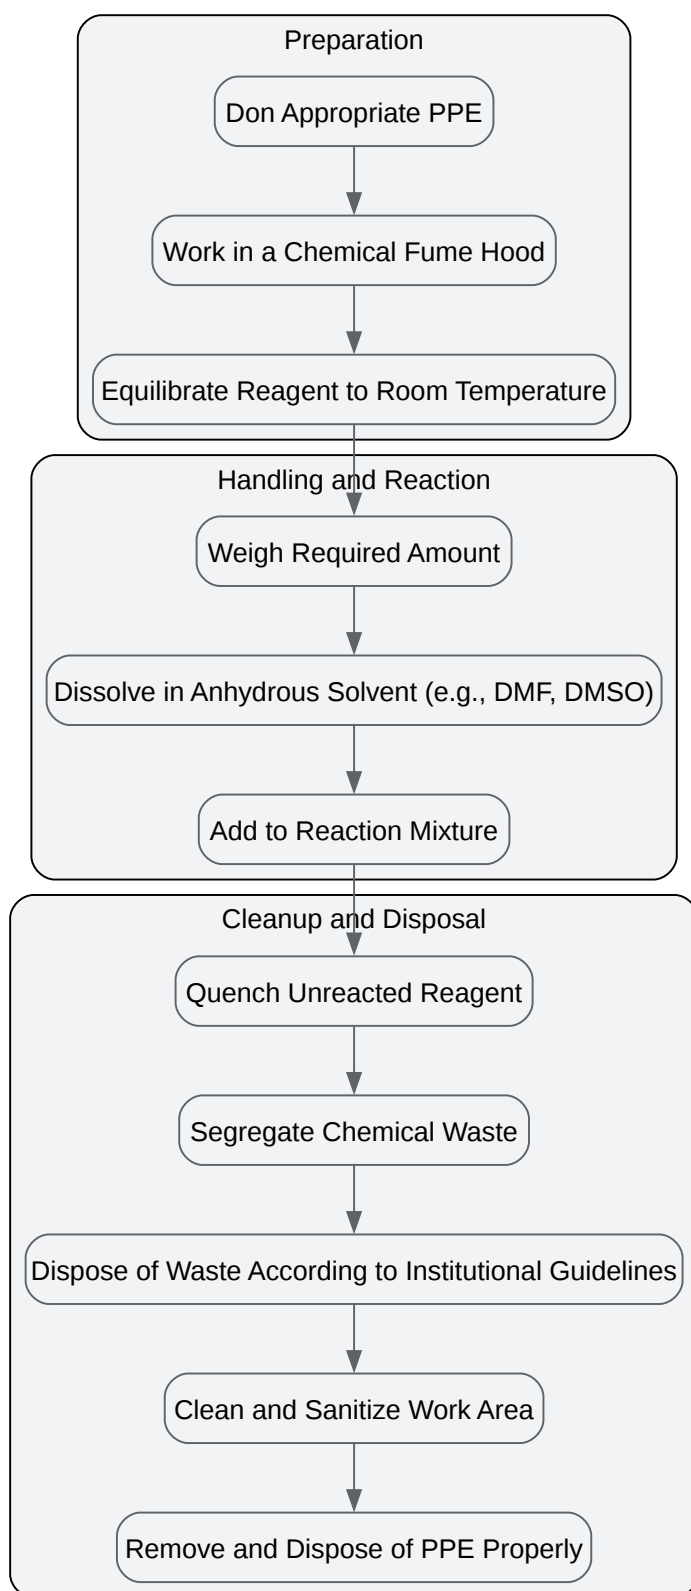 Preparation
Don Appropriate PPE
Work in a Chemical Fume Hood
Equilibrate Reagent to Room Temperature
Handling and Reaction
Weigh Required Amount
Dissolve in Anhydrous Solvent (e.g., DMF, DMSO)
Add to Reaction Mixture
Cleanup and Disposal
Quench Unreacted Reagent
Segregate Chemical Waste
Dispose of Waste According to Institutional Guidelines
Clean and Sanitize Work Area
Remove and Dispose of PPE Properly